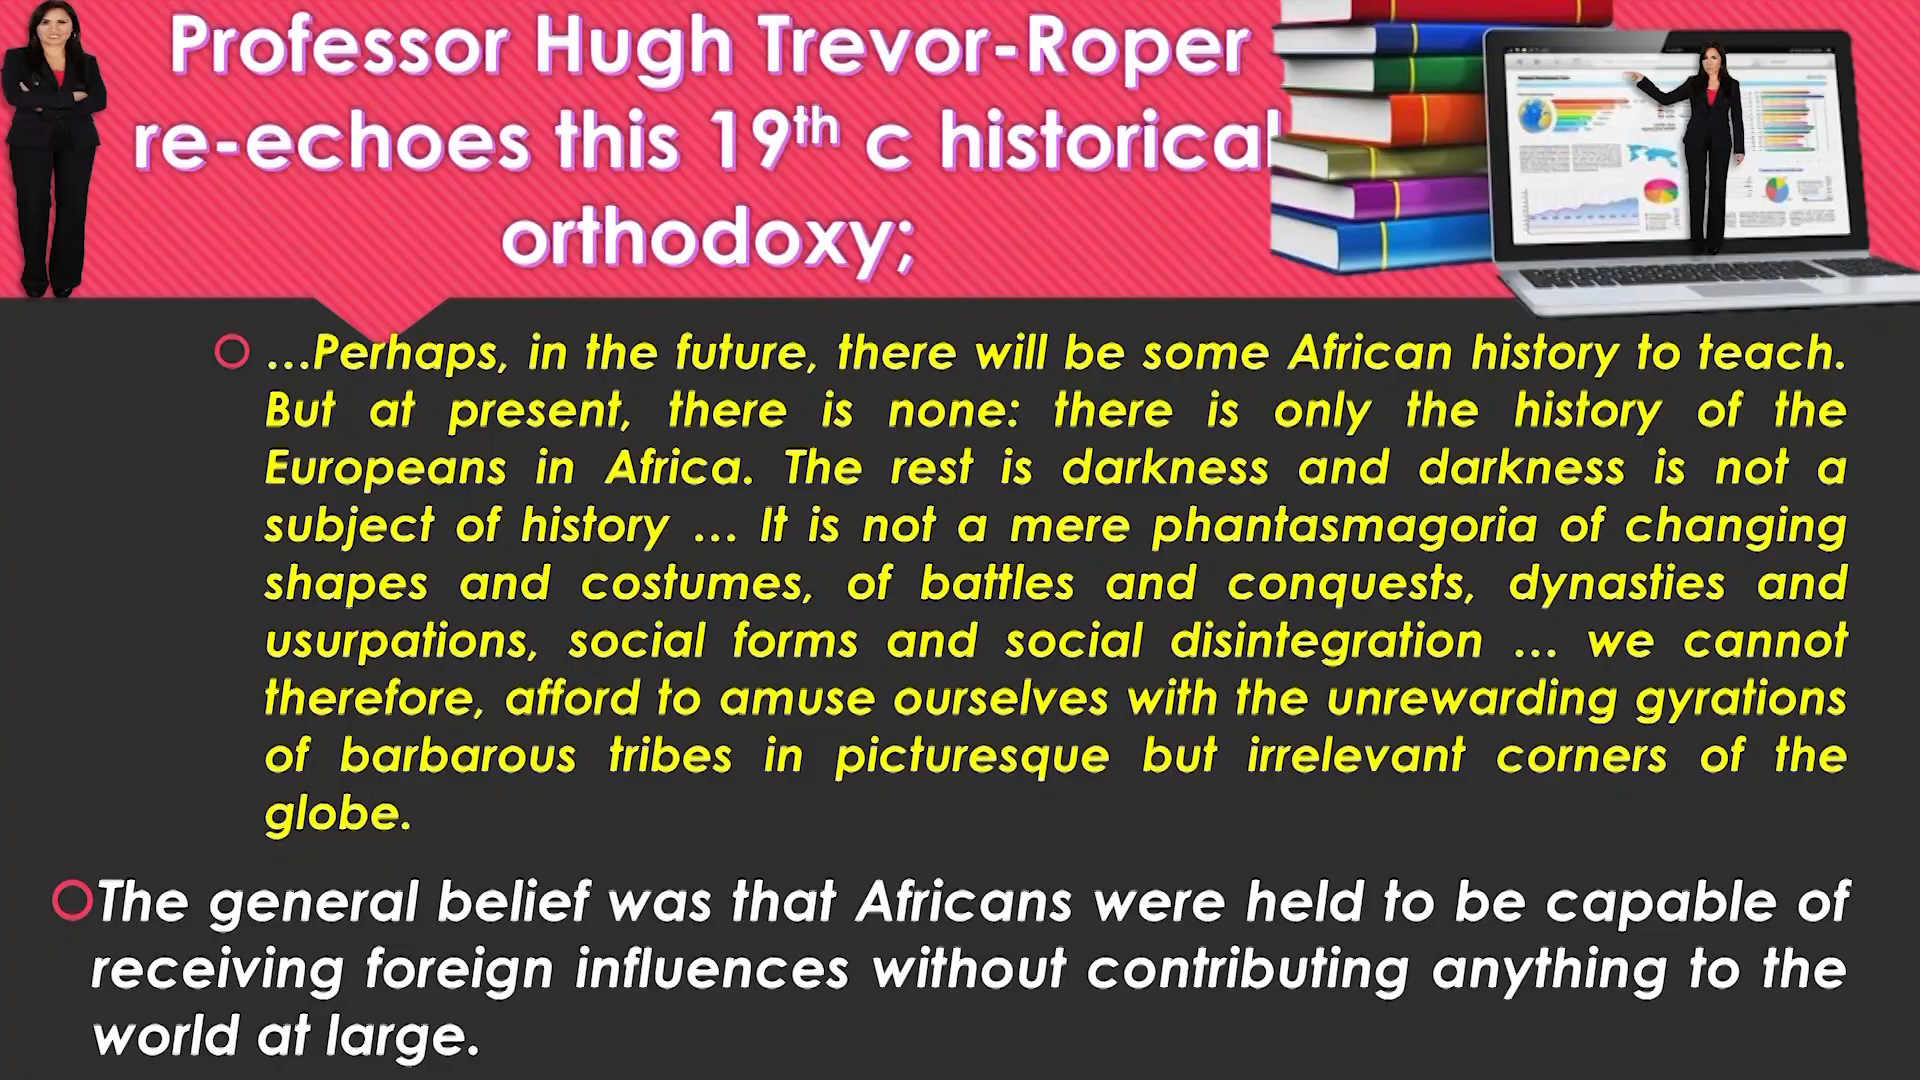 Professor Hugh Trevor-Roper
re-echoes this 19th c historical
orthodoxy;
…Perhaps, in the future, there will be some African history to teach.
But at present, there is none: there is only the history of the
Europeans in Africa. The rest is darkness and darkness is not a
subject of history … It is not a mere phantasmagoria of changing
shapes and costumes, of battles and conquests, dynasties and
usurpations, social forms and social disintegration … we cannot
therefore, afford to amuse ourselves with the unrewarding gyrations
of barbarous tribes in picturesque but irrelevant corners of the
globe.
The general belief was that Africans were held to be capable of
receiving foreign influences without contributing anything to the
world at large.